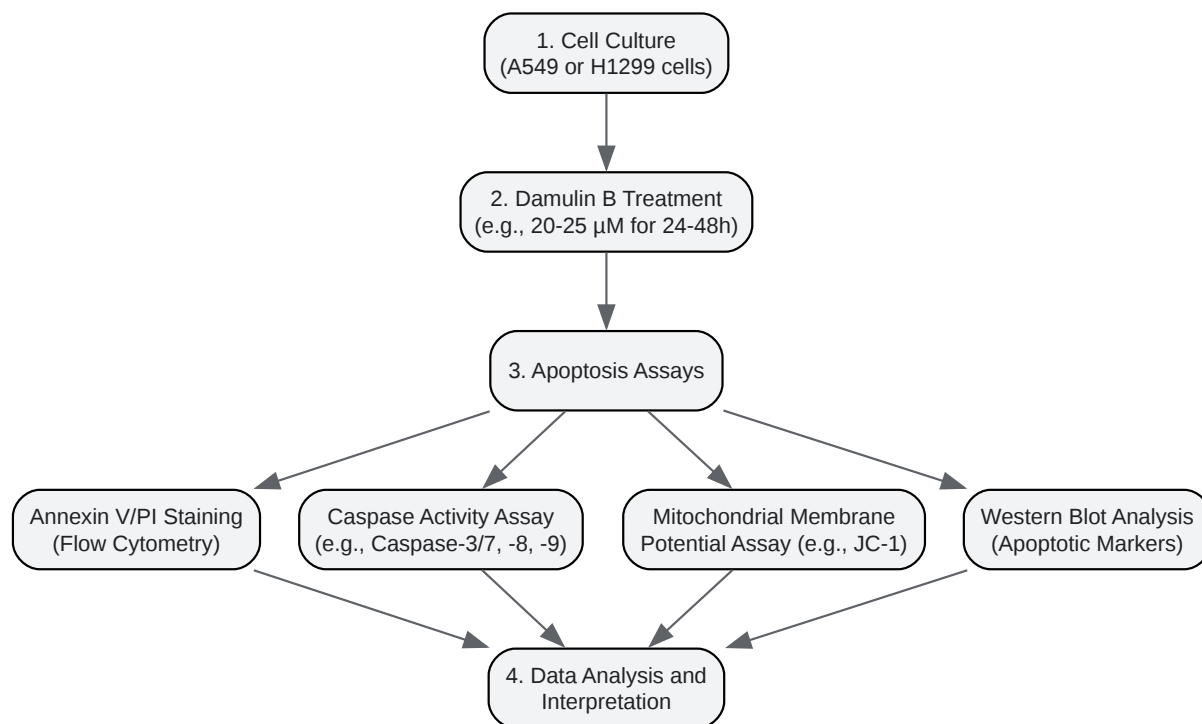 1. Cell Culture
(A549 or H1299 cells)
2. Damulin B Treatment
(e.g., 20-25 µM for 24-48h)
3. Apoptosis Assays
Annexin V/PI Staining
(Flow Cytometry)
Caspase Activity Assay
(e.g., Caspase-3/7, -8, -9)
Mitochondrial Membrane
Potential Assay (e.g., JC-1)
Western Blot Analysis
(Apoptotic Markers)
4. Data Analysis and
Interpretation